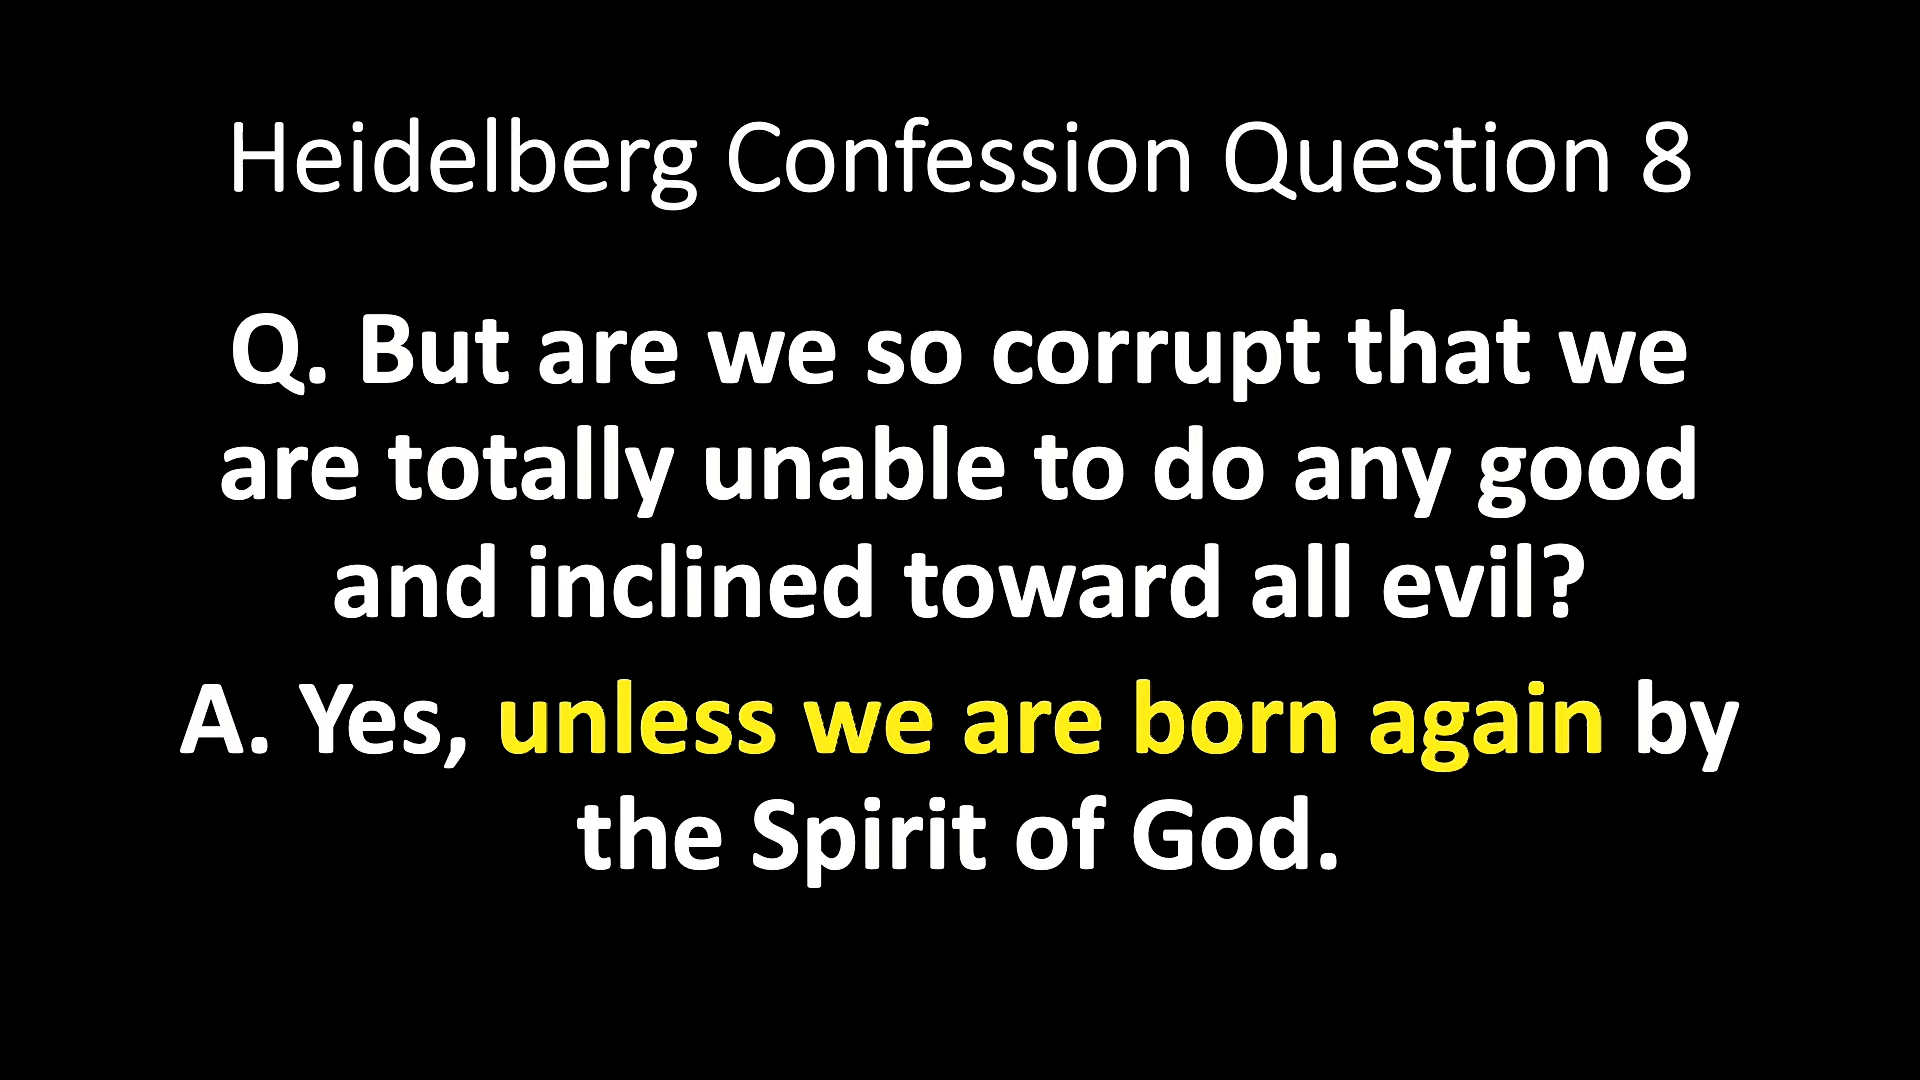 Heidelberg Confession Question 8
Q. But are we so corrupt that we
are totally unable to do any good
and inclined toward all evil?
A. Yes, unless we are born again by
the Spirit of God.